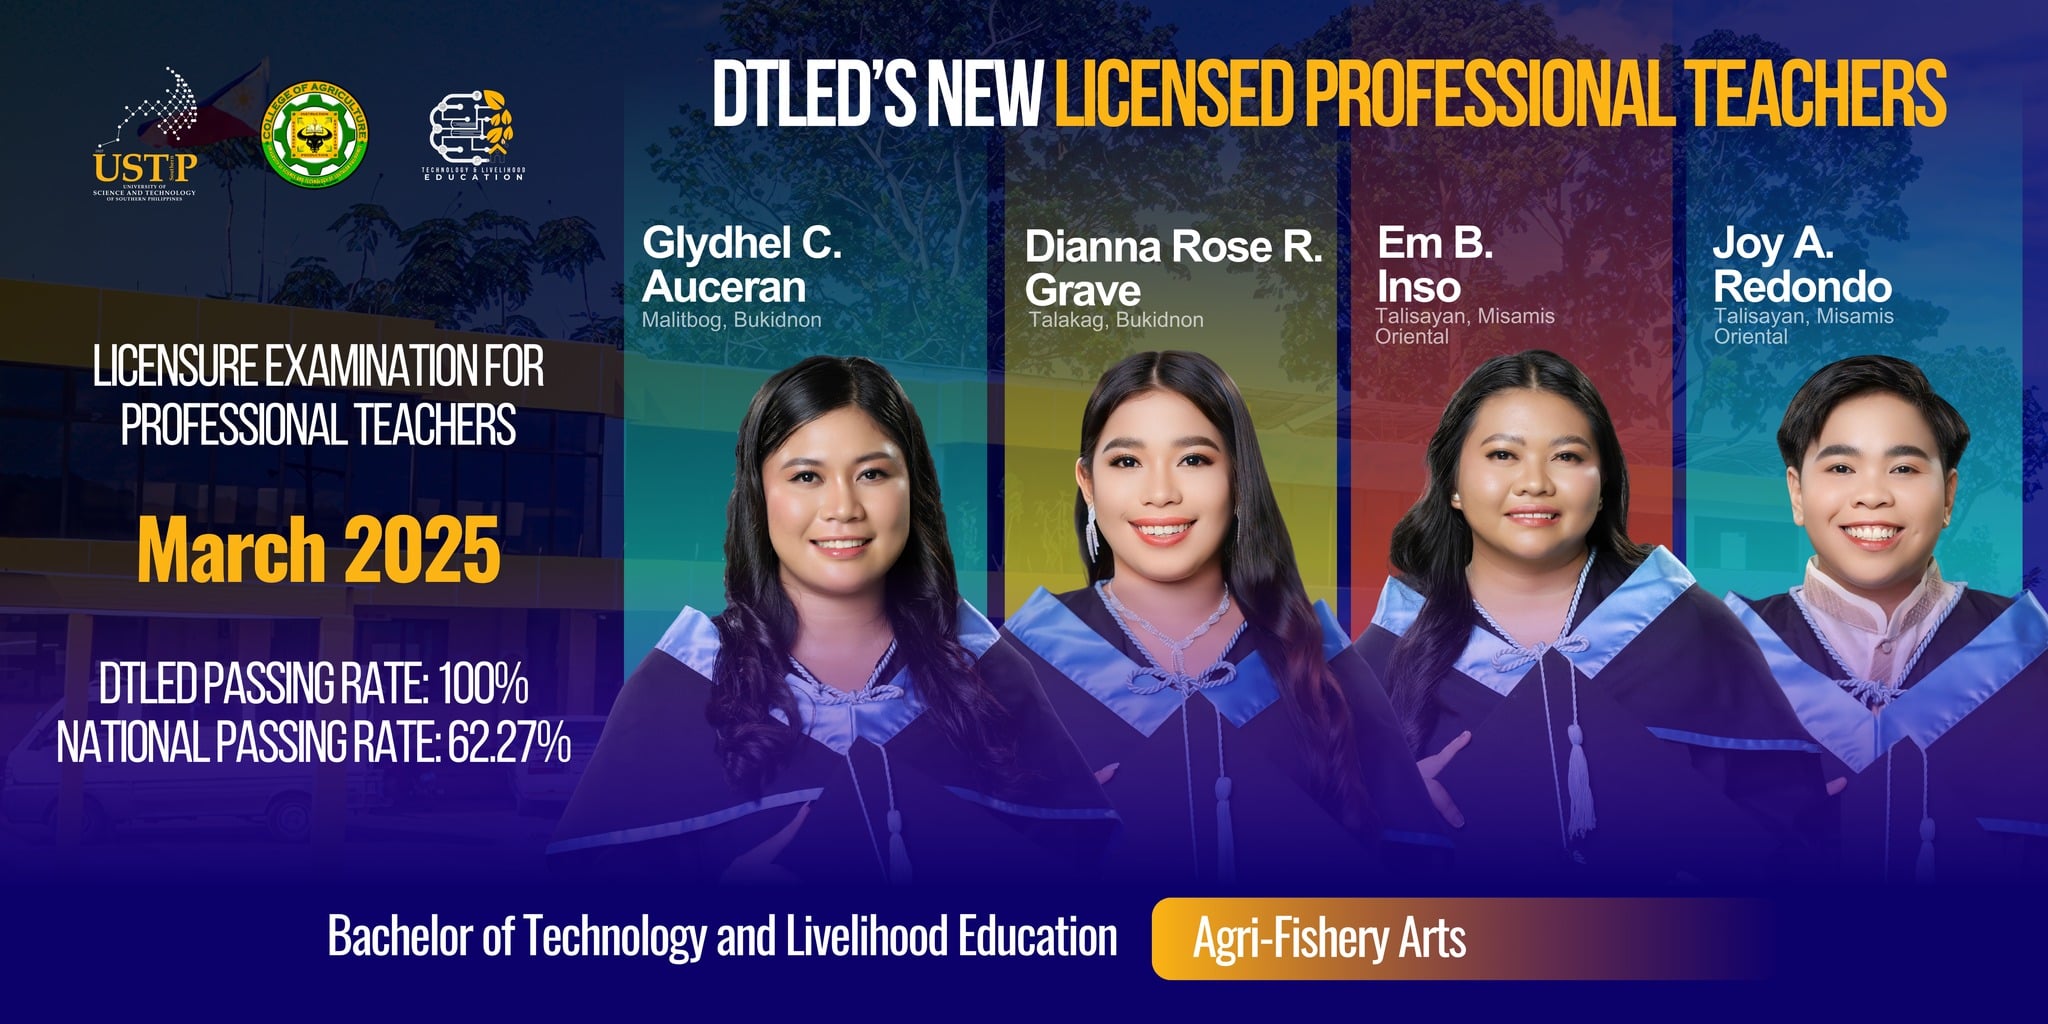 USTP
Southern
UNIVERSITY OF
SCIENCE AND TECHNOLOGY
OF SOUTHERN PHILIPPINES
COLLEGE OF AGRICULTURE
INSTRUCTION
PRODUCTION
TECHNOLOGY & LIVELIHOOD
EDUCATION
DTLED'S NEW LICENSED PROFESSIONAL TEACHERS
Glydhel C.
Auceran
Malitbog, Bukidnon
Dianna Rose R.
Grave
Talakag, Bukidnon
Em B.
Inso
Talisayan, Misamis
Oriental
Joy A.
Redondo
Talisayan, Misamis
Oriental
LICENSURE EXAMINATION FOR
PROFESSIONAL TEACHERS
March 2025
DTLED PASSING RATE: 100%
NATIONAL PASSING RATE: 62.27%
Bachelor of Technology and Livelihood Education
Agri-Fishery Arts